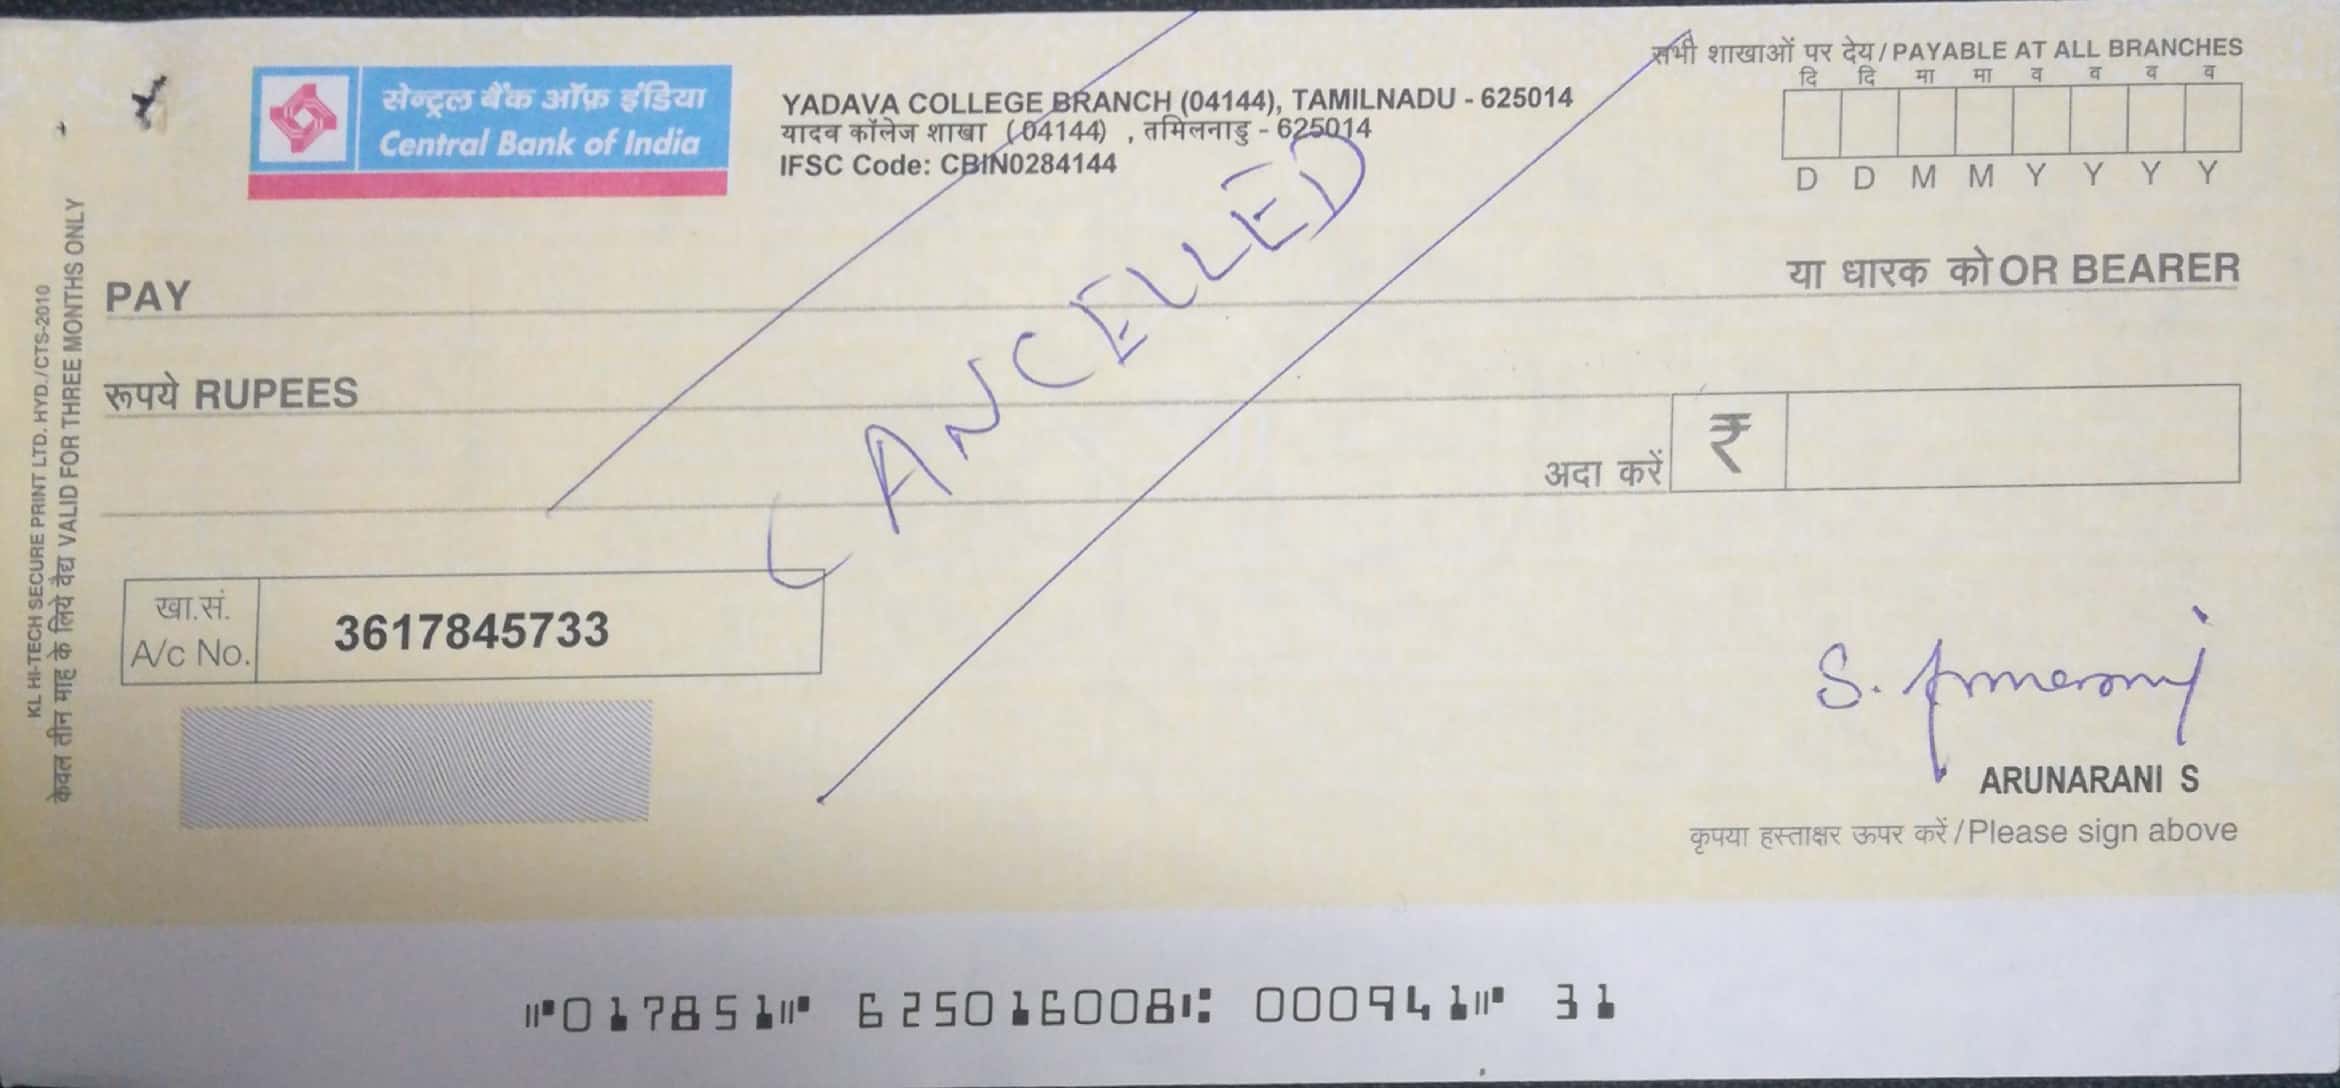 सेन्ट्रल बैंक ऑफ़ इंडिया
Central Bank of India
YADAVA COLLEGE BRANCH (04144), TAMILNADU - 625014
यादव कॉलेज शाखा (04144) , तमिलनाडु - 625014
IFSC Code: CBIN0284144
सभी शाखाओं पर देय/PAYABLE AT ALL BRANCHES
दि दि मा मा व व व व
D D M M Y Y Y Y
PAY
या धारक को OR BEARER
रूपये RUPEES
अदा करें ₹
CANCELLED
खा.सं.
A/c No.
3617845733
S. Arunarani
ARUNARANI S
कृपया हस्ताक्षर ऊपर करें/Please sign above
KL HI-TECH SECURE PRINT LTD. HYD./CTS-2010
केवल तीन माह के लिये वैद्य VALID FOR THREE MONTHS ONLY
⑈017851⑈ 625016008⑆ 000941⑈ 31